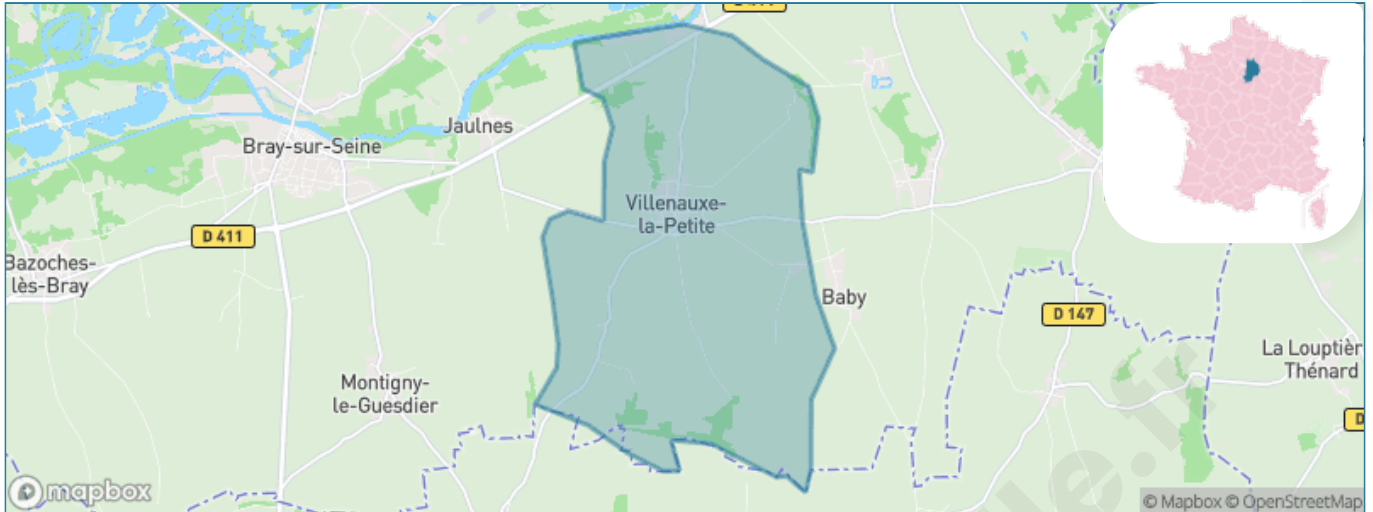 Jaulnes
Bray-sur-Seine
Villenauxe-
la-Petite
D 411
Bazoches-
lès-Bray
Baby
D 147
La Louptièr
Thénard
Montigny-
le-Guesdier
D
mapbox
© Mapbox © OpenStreetMap